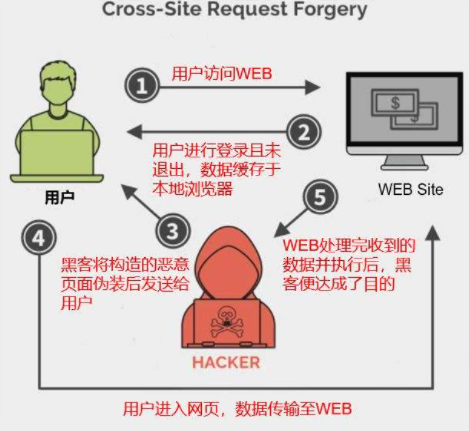 Cross-Site Request Forgery
1
用户访问WEB
2
用户进行登录且未
退出，数据缓存于
本地浏览器
用户
WEB Site
5
3
4
黑客将构造的恶意
页面伪装后发送给
用户
WEB处理完收到的
数据并执行后，黑
客便达成了目的
HACKER
用户进入网页，数据传输至WEB